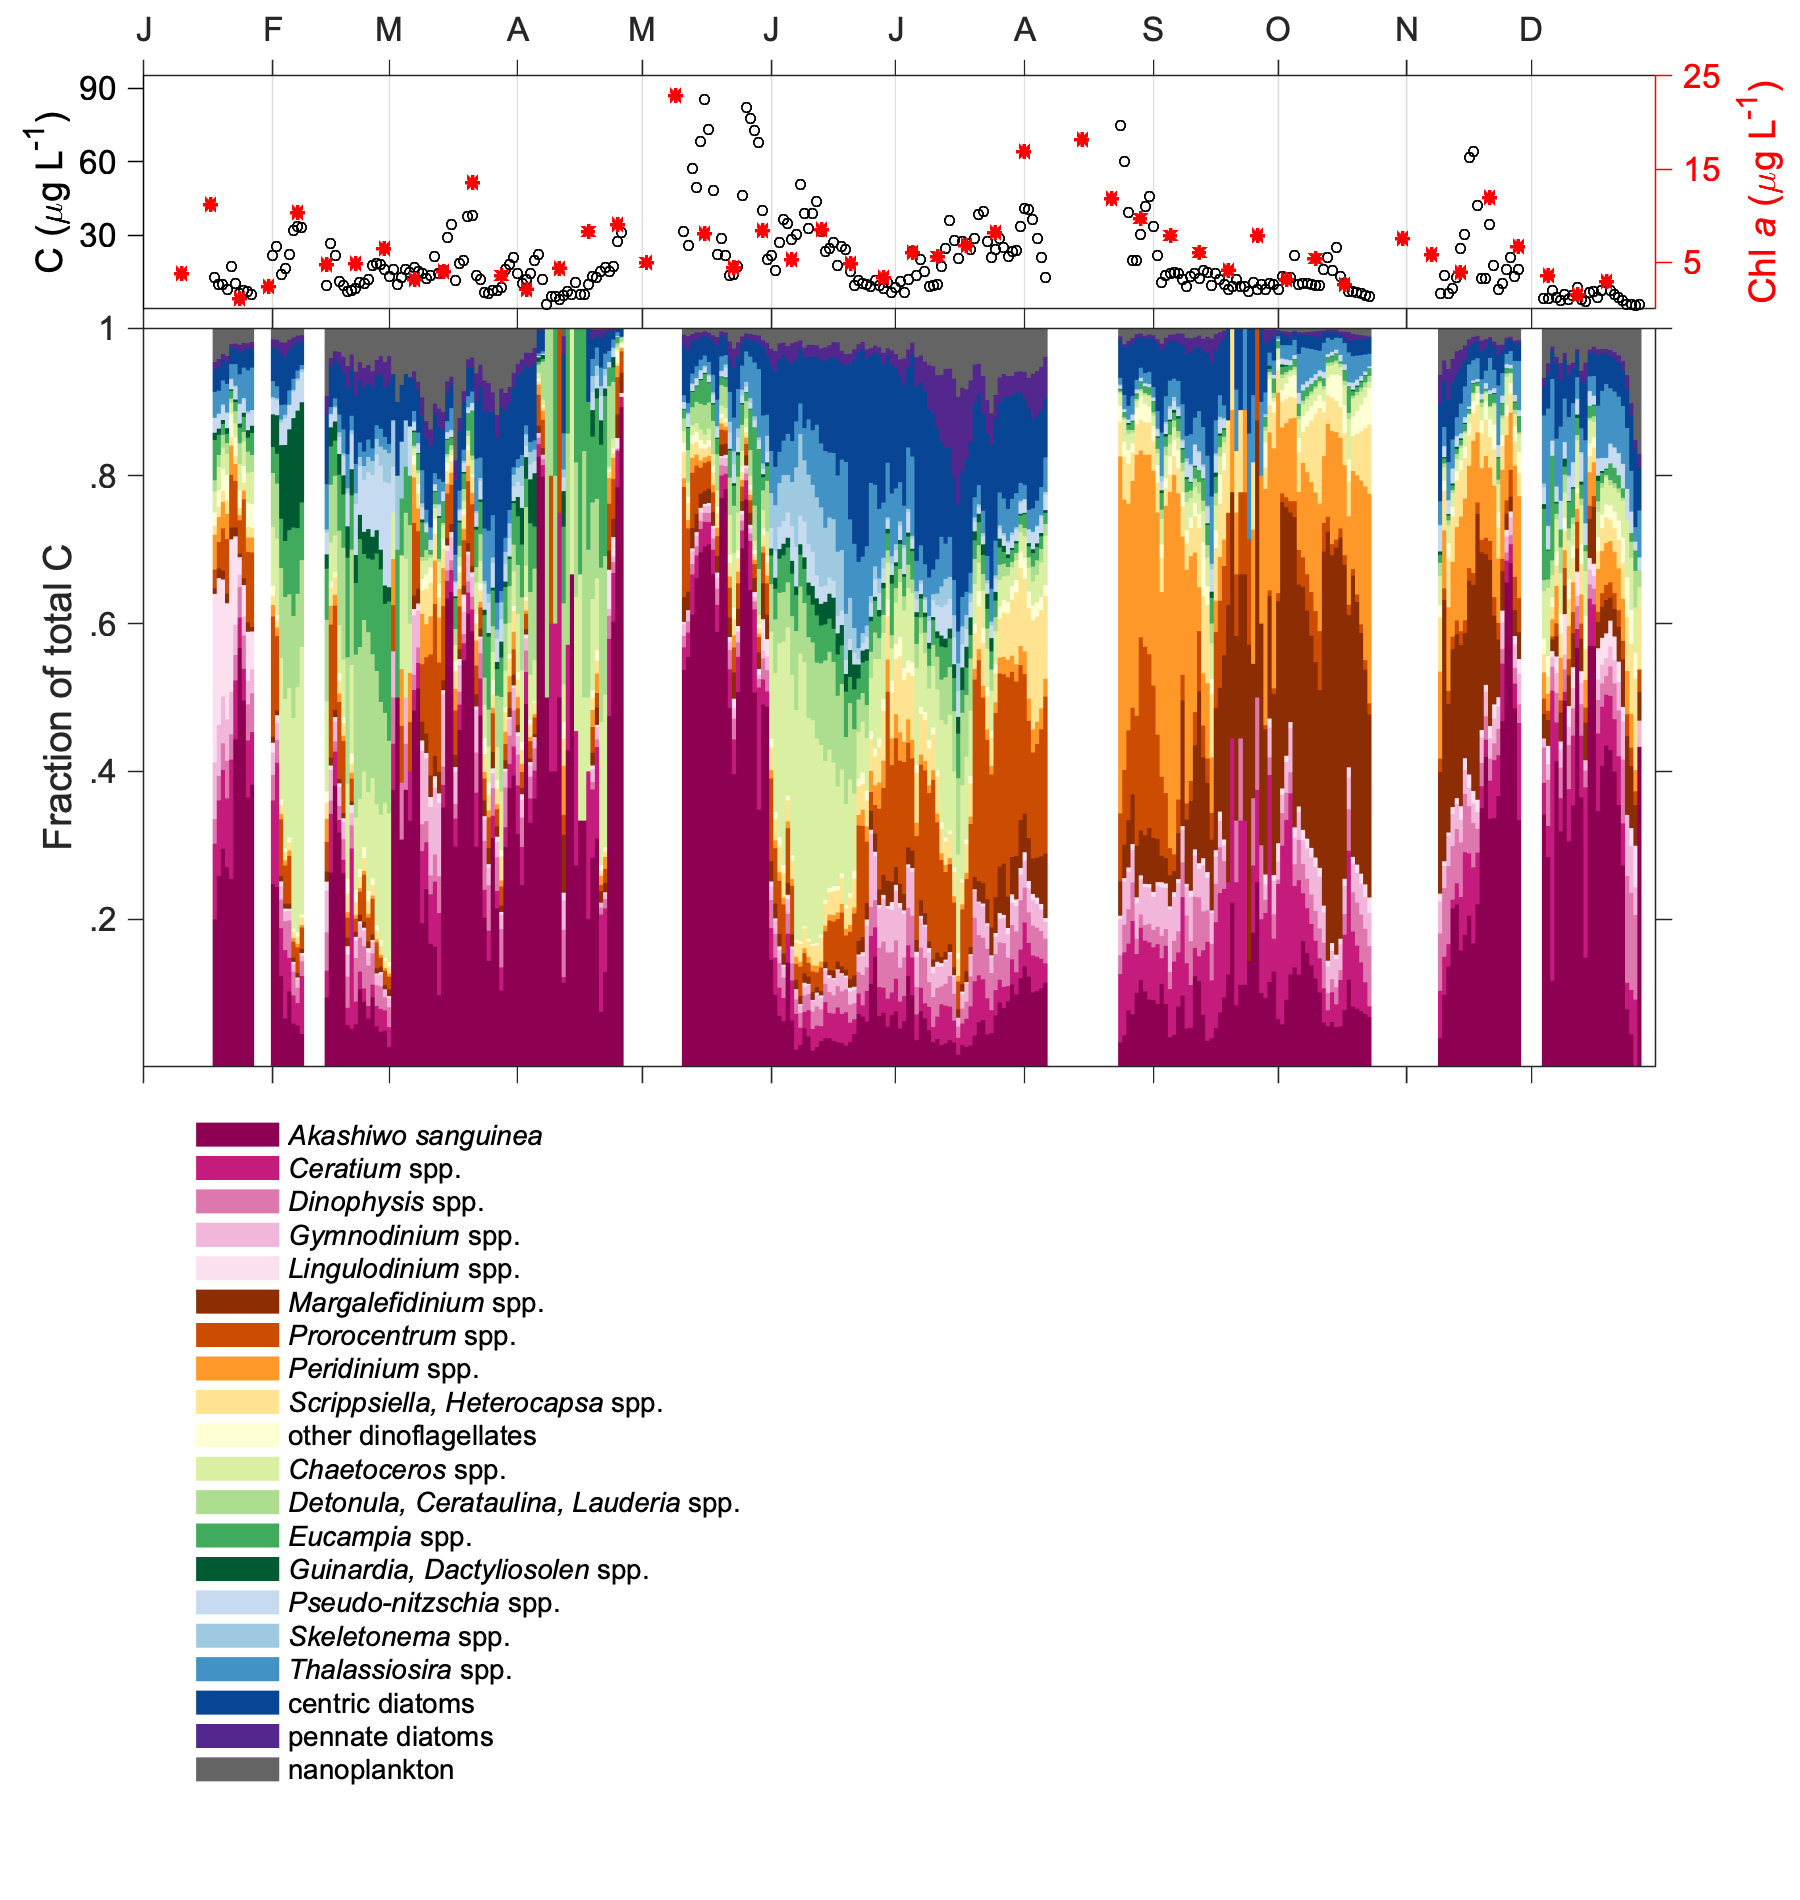 J F M A M J J A S O N D
90
60
30
C (μg L⁻¹)
25
15
5
Chl a (μg L⁻¹)
1
.8
.6
.4
.2
Fraction of total C
Akashiwo sanguinea
Ceratium spp.
Dinophysis spp.
Gymnodinium spp.
Lingulodinium spp.
Margalefidinium spp.
Prorocentrum spp.
Peridinium spp.
Scrippsiella, Heterocapsa spp.
other dinoflagellates
Chaetoceros spp.
Detonula, Cerataulina, Lauderia spp.
Eucampia spp.
Guinardia, Dactyliosolen spp.
Pseudo-nitzschia spp.
Skeletonema spp.
Thalassiosira spp.
centric diatoms
pennate diatoms
nanoplankton